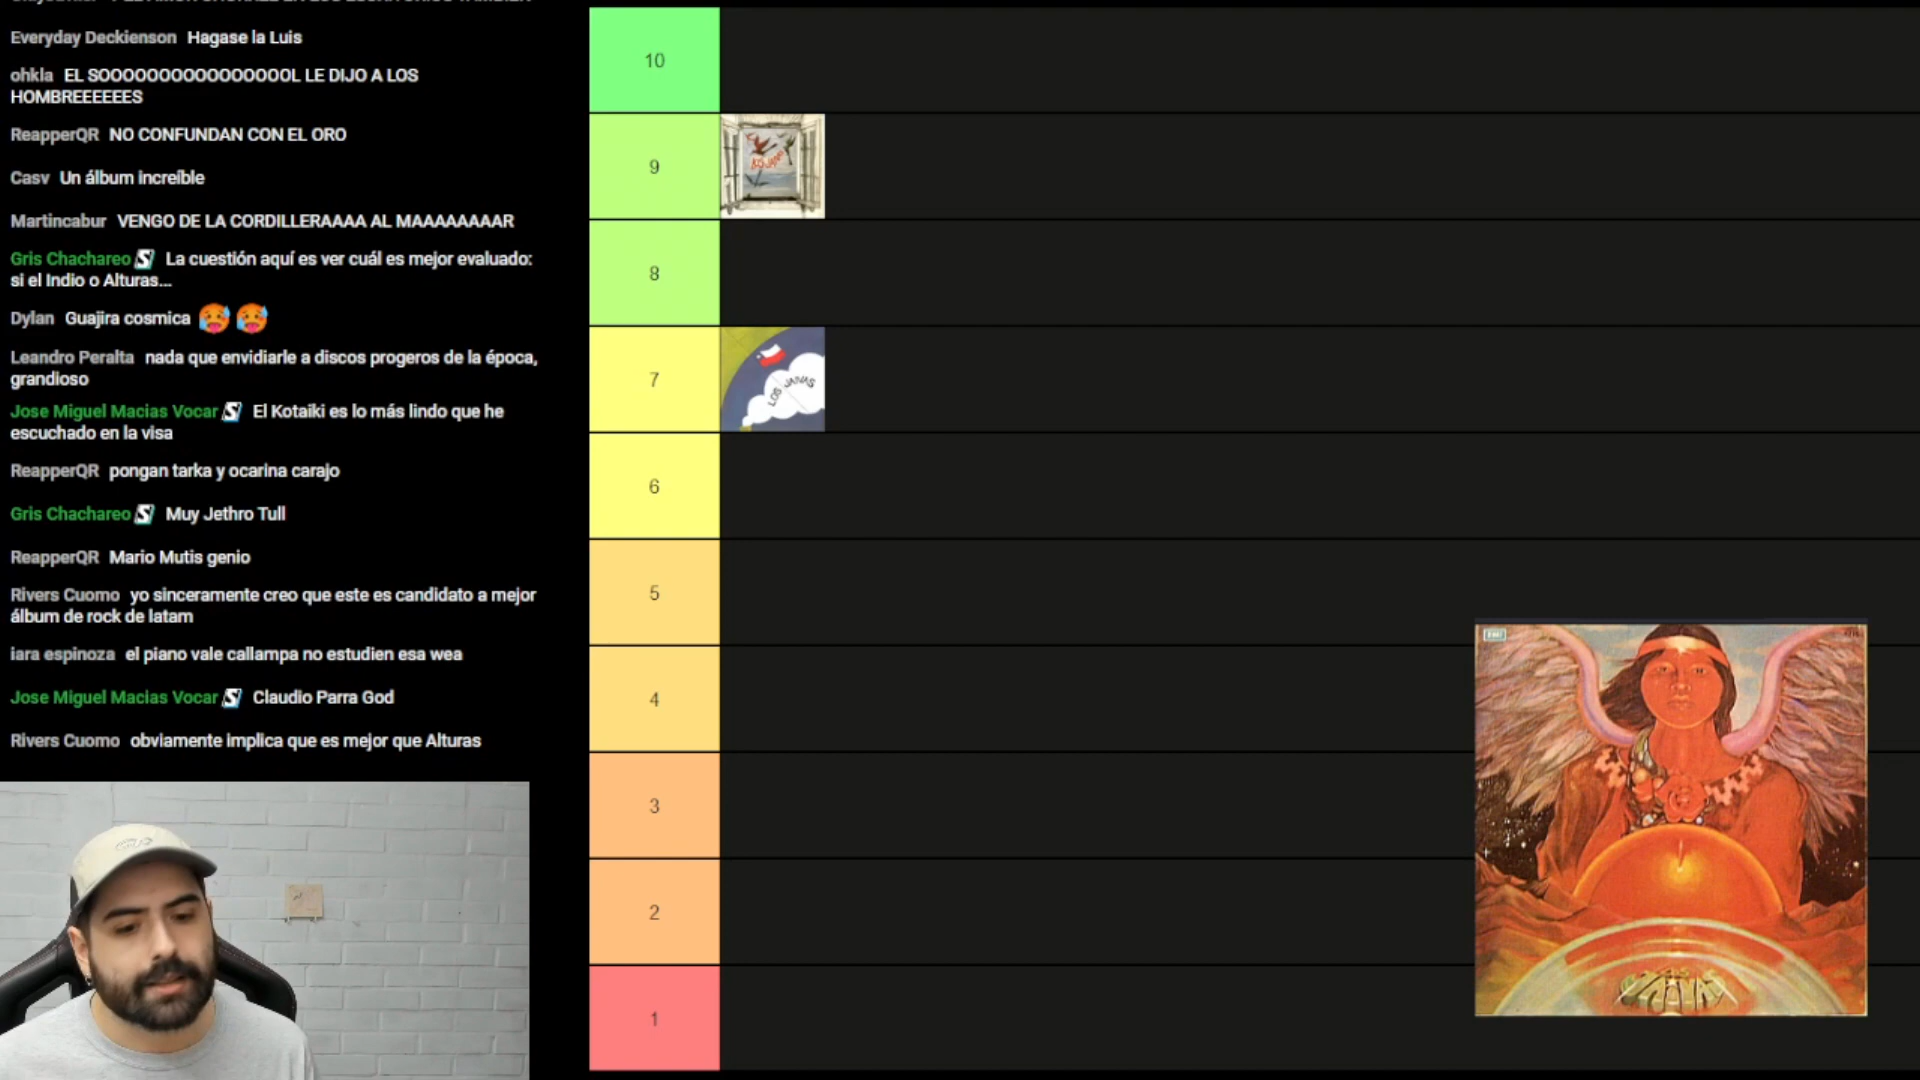 Everyday Deckienson Hagase la Luis
ohkla EL SOOOOOOOOOOOOOOOOL LE DIJO A LOS
HOMBREEEEEES
ReapperQR NO CONFUNDAN CON EL ORO
Casv Un álbum increíble
Martincabur VENGO DE LA CORDILLERAAAA AL MAAAAAAAAR
Gris Chachareo S La cuestión aquí es ver cuál es mejor evaluado:
si el Indio o Alturas...
Dylan Guajira cosmica
Leandro Peralta nada que envidiarle a discos progeros de la época,
grandioso
Jose Miguel Macias Vocar S El Kotaiki es lo más lindo que he
escuchado en la visa
ReapperQR pongan tarka y ocarina carajo
Gris Chachareo S Muy Jethro Tull
ReapperQR Mario Mutis genio
Rivers Cuomo yo sinceramente creo que este es candidato a mejor
álbum de rock de latam
iara espinoza el piano vale callampa no estudien esa wea
Jose Miguel Macias Vocar S Claudio Parra God
Rivers Cuomo obviamente implica que es mejor que Alturas
10
9
8
7
LOS JAIVAS
6
5
4
3
2
1
EMI